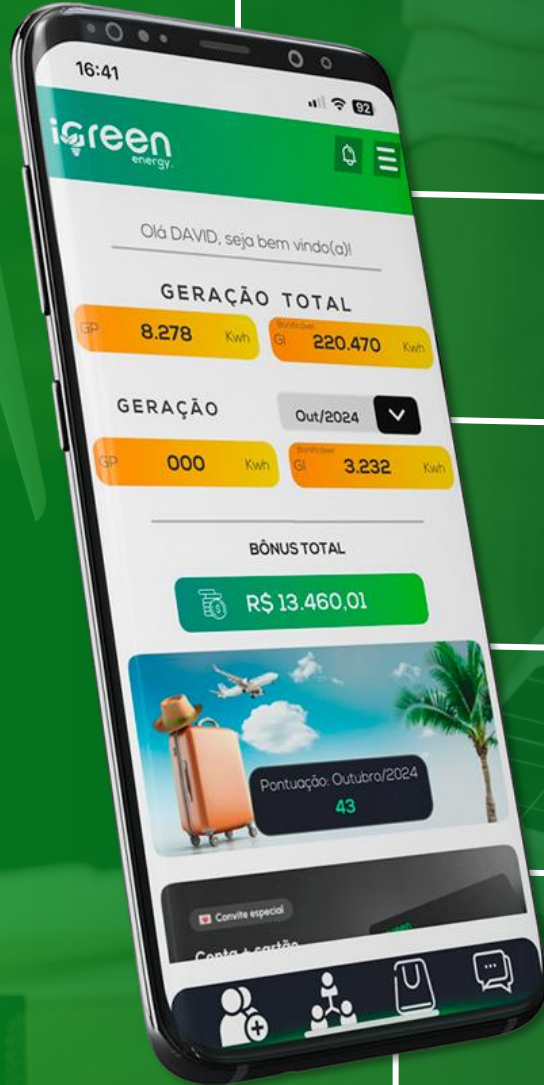 16:41
92
igreen
energy.
Olá DAVID, seja bem vindo(a)!
GERAÇÃO TOTAL
GP 8.278 Kwh
Bonificável
GI 220.470 Kwh
GERAÇÃO Out/2024
GP 000 Kwh
Bonificável
GI 3.232 Kwh
BÔNUS TOTAL
R$ 13.460,01
Pontuação: Outubro/2024
43
Convite especial
Conta + cartão